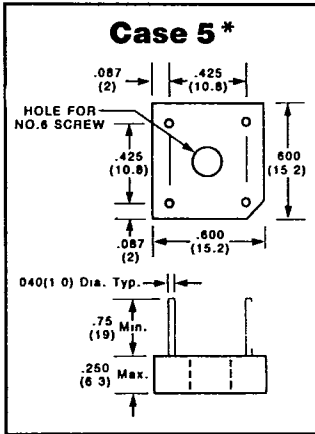 Case 5*
.087
(2)
.425
(10.8)
HOLE FOR
NO.6 SCREW
.425
(10.8)
.600
(15 2)
.087
(2)
.600
(15.2)
040(1 0) Dia. Typ.
.75
(19) Min.
.250
(6 3) Max.